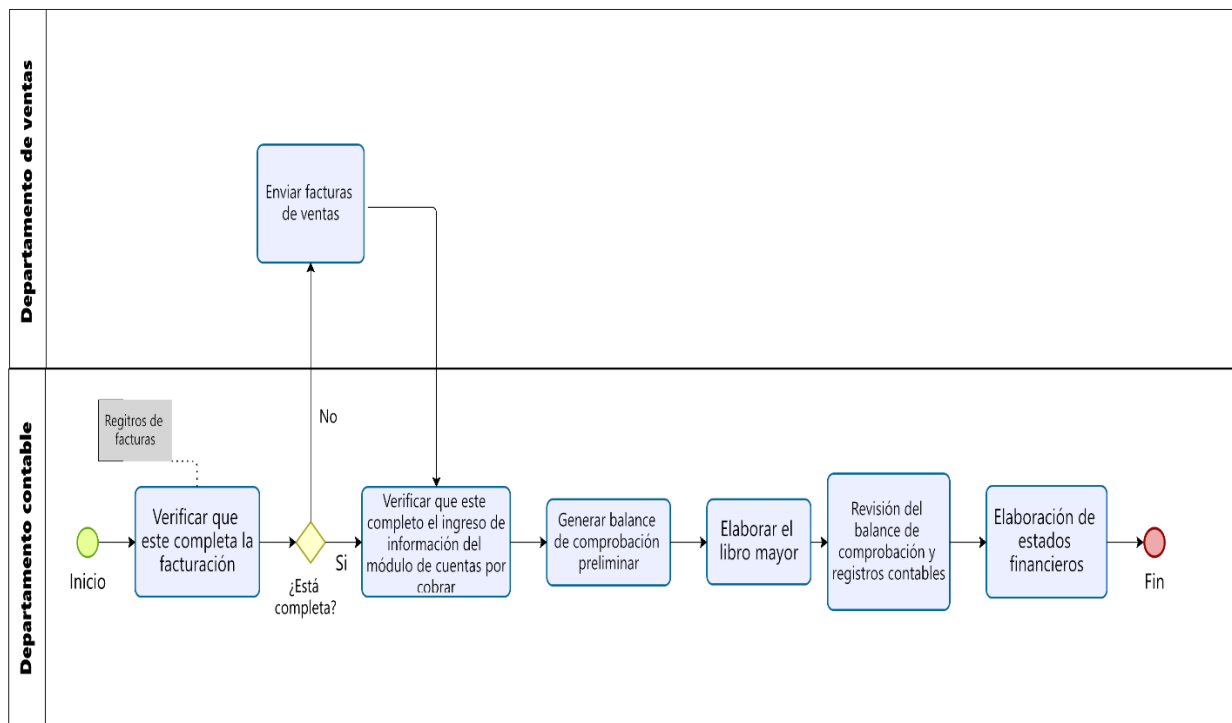 Departamento de ventas
Enviar facturas
de ventas
Departamento contable
Regitros de
facturas
No
Inicio
Verificar que
este completa la
facturación
¿Está
completa?
Si
Verificar que este
completo el ingreso de
información del
módulo de cuentas por
cobrar
Generar balance
de comprobación
preliminar
Elaborar el
libro mayor
Revisión del
balance de
comprobación y
registros contables
Elaboración de
estados
financieros
Fin